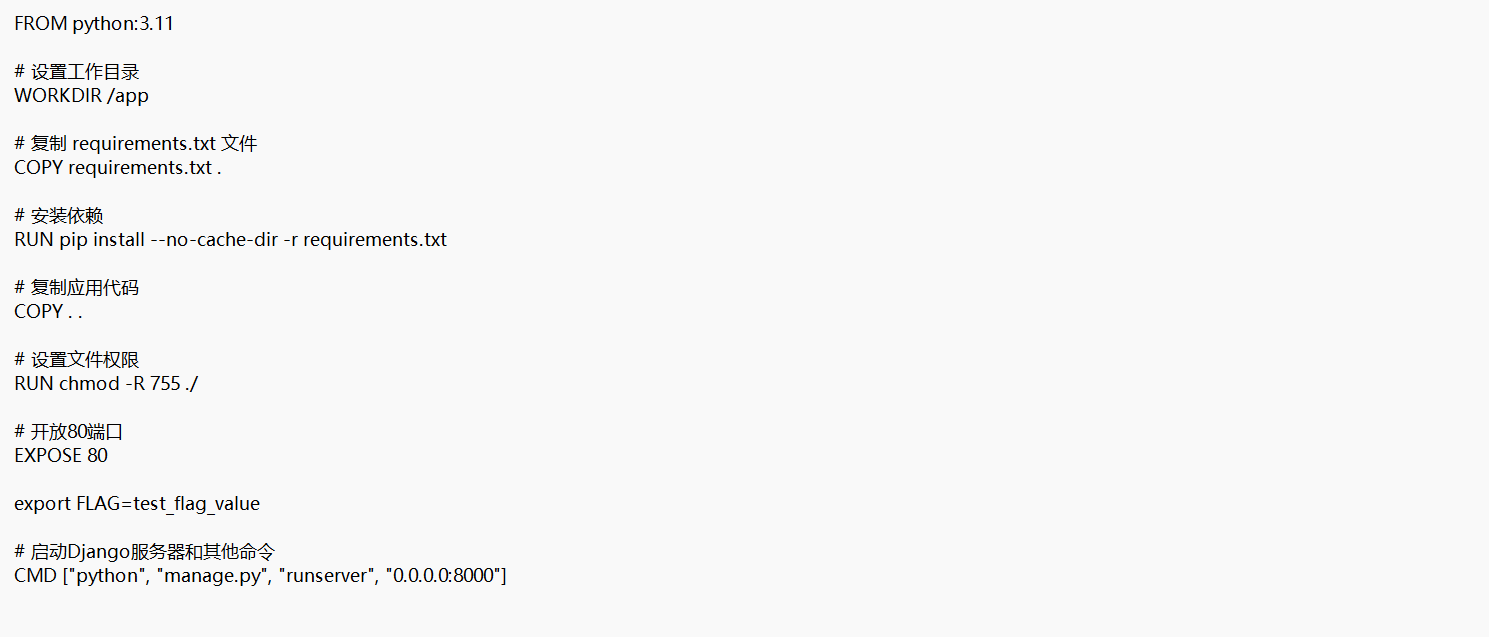 FROM python:3.11
# 设置工作目录
WORKDIR /app
# 复制 requirements.txt 文件
COPY requirements.txt .
# 安装依赖
RUN pip install --no-cache-dir -r requirements.txt
# 复制应用代码
COPY . .
# 设置文件权限
RUN chmod -R 755 ./
# 开放80端口
EXPOSE 80
export FLAG=test_flag_value
# 启动Django服务器和其他命令
CMD ["python", "manage.py", "runserver", "0.0.0.0:8000"]